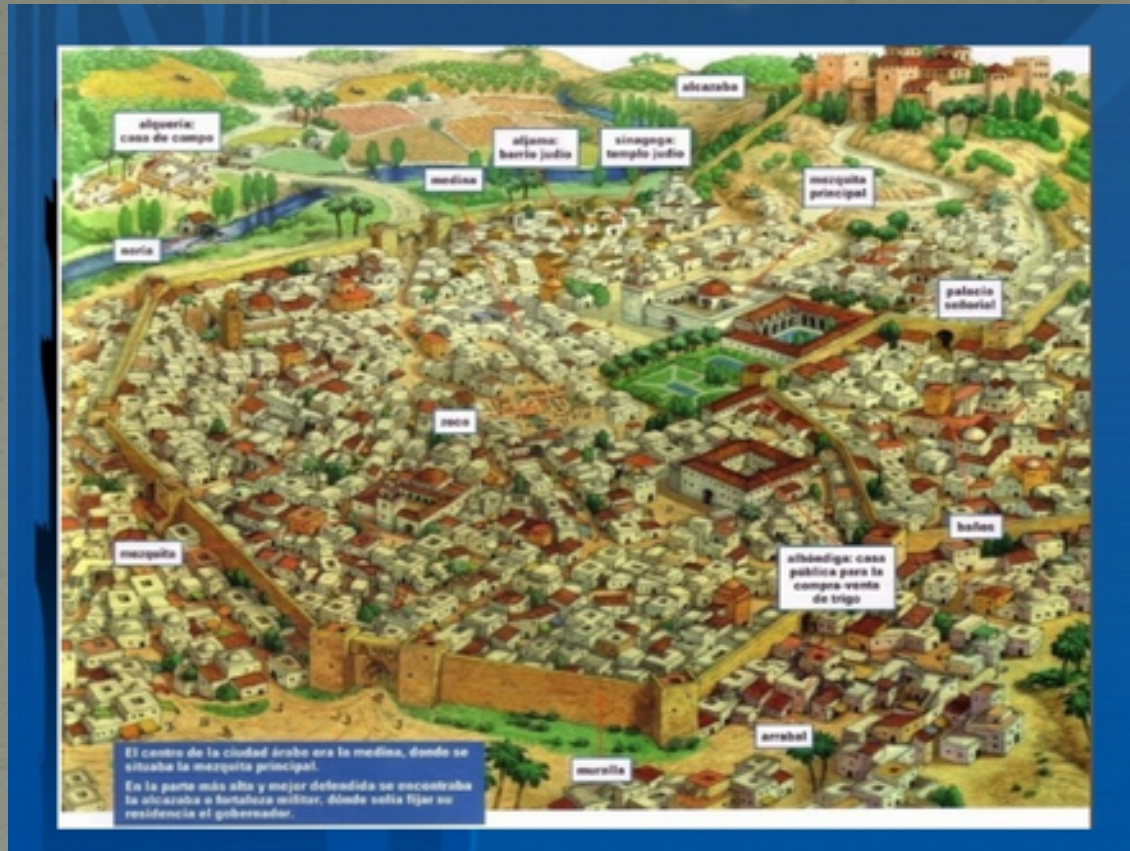 alcazaba
alquería:
casa de campo
aljama:
barrio judío
sinagoga:
templo judío
medina
mezquita
principal
noria
palacio
señorial
zoco
baños
mezquita
albóndiga: casa
pública para la
compra-venta
de trigo
arrabal
muralla
El centro de la ciudad árabe era la medina, donde se
situaba la mezquita principal.
En la parte más alta y mejor defendida se encontraba
la alcazaba o fortaleza militar, dónde solía fijar su
residencia el gobernador.